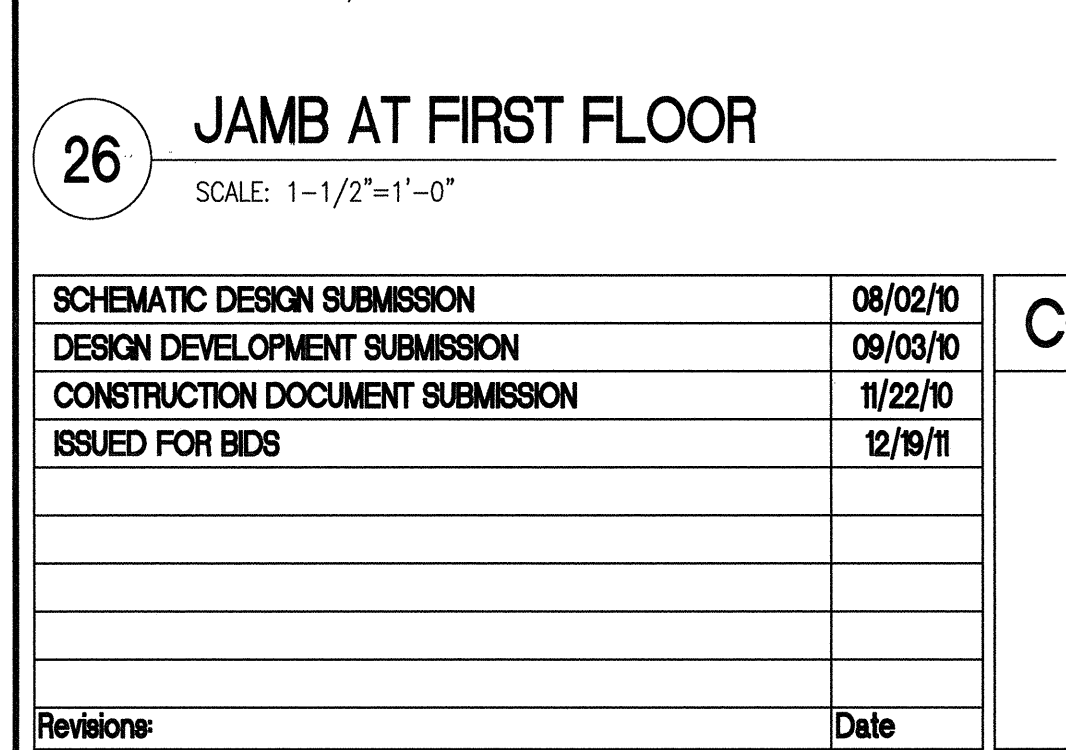 JAMB AT FIRST FLOOR
26
SCALE: 1-1/2"=1'-0"
SCHEMATIC DESIGN SUBMISSION 08/02/10
DESIGN DEVELOPMENT SUBMISSION 09/03/10
CONSTRUCTION DOCUMENT SUBMISSION 11/22/10
ISSUED FOR BIDS 12/19/11
Revisions: Date